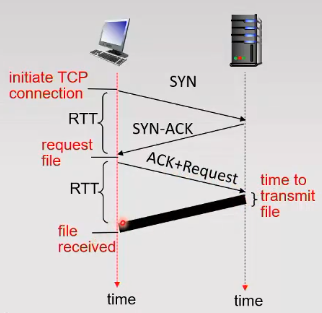 initiate TCP
connection
SYN
RTT
SYN-ACK
request
file
ACK+Request
RTT
time to
transmit
file
file
received
time
time